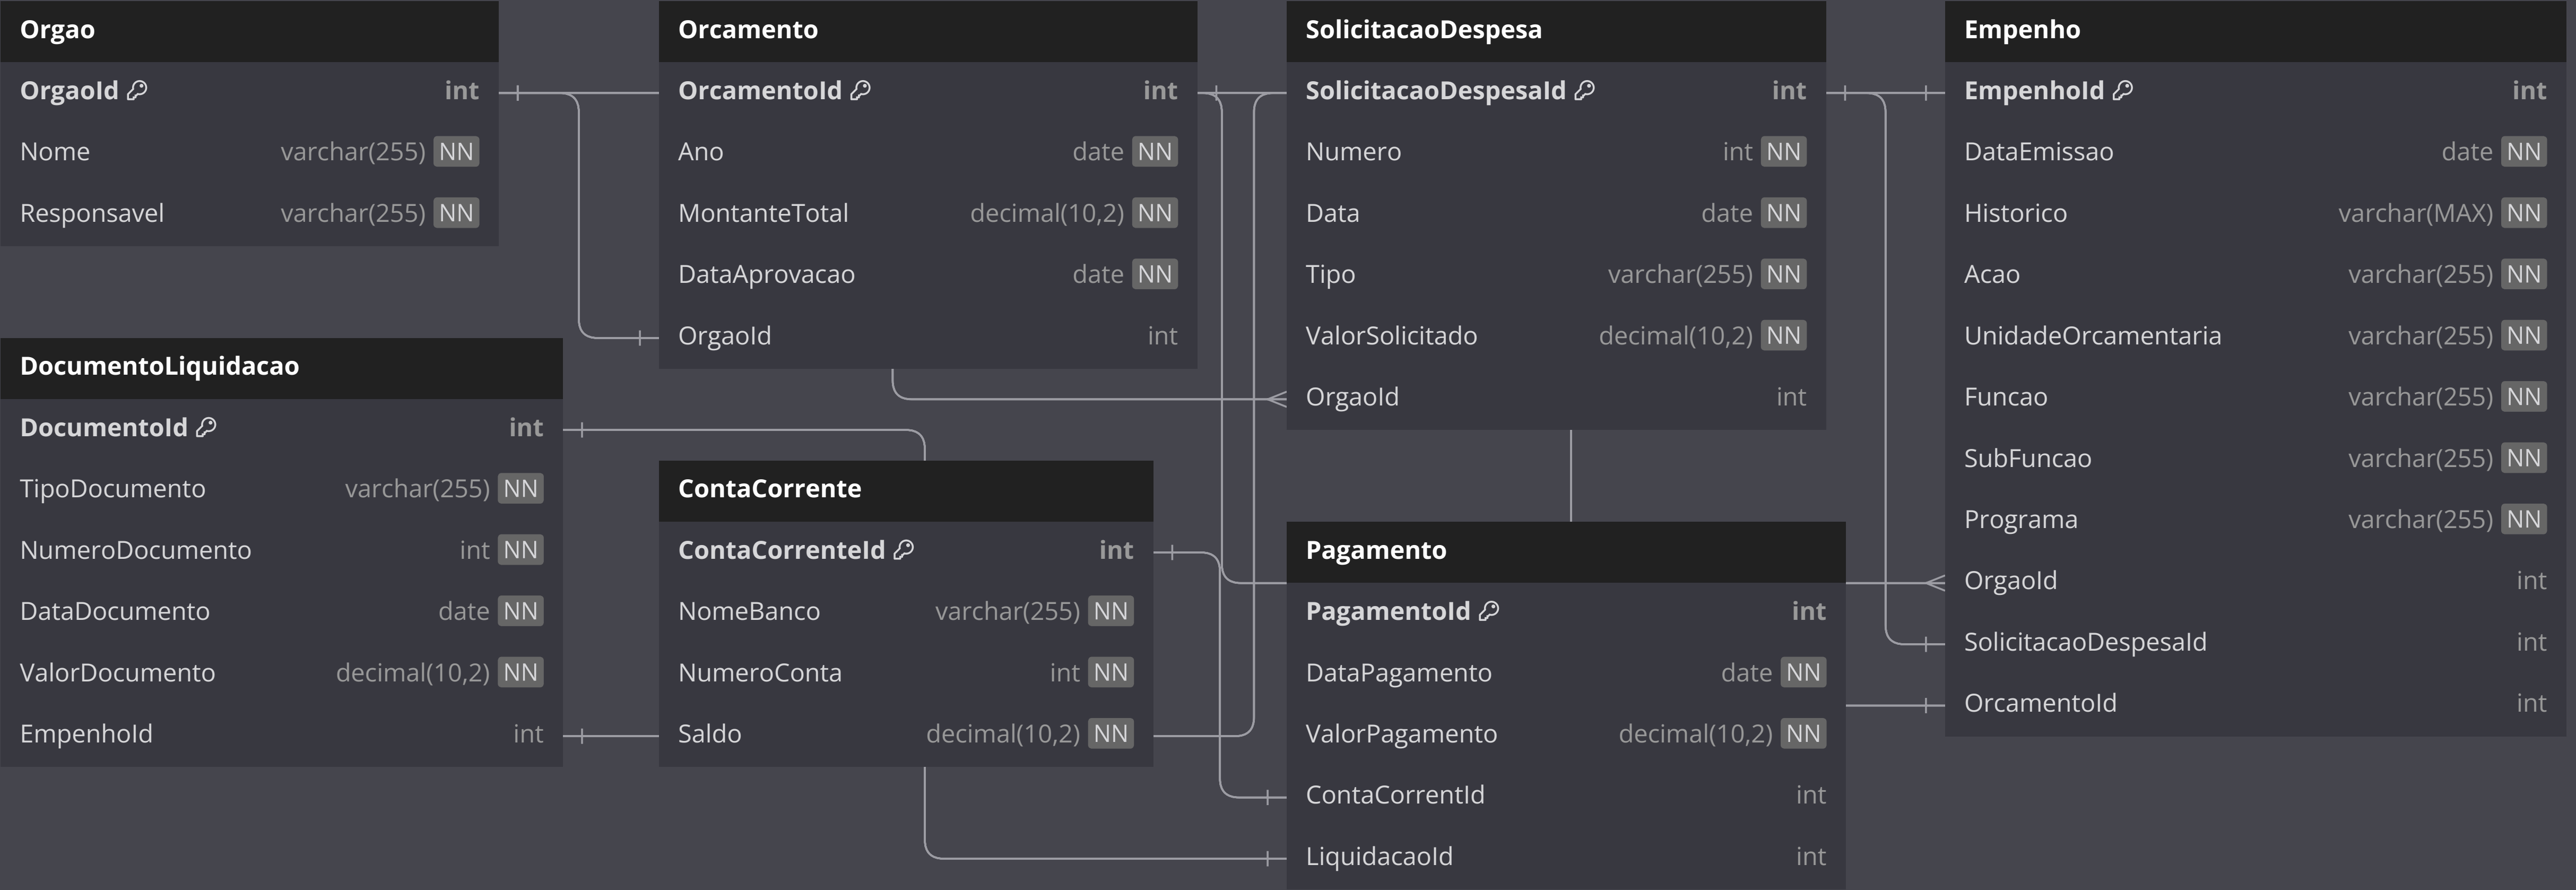 Orgao
OrgaoId int
Nome varchar(255) NN
Responsavel varchar(255) NN
Orcamento
OrcamentoId int
Ano date NN
MontanteTotal decimal(10,2) NN
DataAprovacao date NN
OrgaoId int
SolicitacaoDespesa
SolicitacaoDespesaId int
Numero int NN
Data date NN
Tipo varchar(255) NN
ValorSolicitado decimal(10,2) NN
OrgaoId int
Empenho
EmpenhoId int
DataEmissao date NN
Historico varchar(MAX) NN
Acao varchar(255) NN
UnidadeOrcamentaria varchar(255) NN
Funcao varchar(255) NN
SubFuncao varchar(255) NN
Programa varchar(255) NN
OrgaoId int
SolicitacaoDespesaId int
OrcamentoId int
DocumentoLiquidacao
DocumentoId int
TipoDocumento varchar(255) NN
NumeroDocumento int NN
DataDocumento date NN
ValorDocumento decimal(10,2) NN
EmpenhoId int
ContaCorrente
ContaCorrenteId int
NomeBanco varchar(255) NN
NumeroConta int NN
Saldo decimal(10,2) NN
Pagamento
PagamentoId int
DataPagamento date NN
ValorPagamento decimal(10,2) NN
ContaCorrentId int
LiquidacaoId int